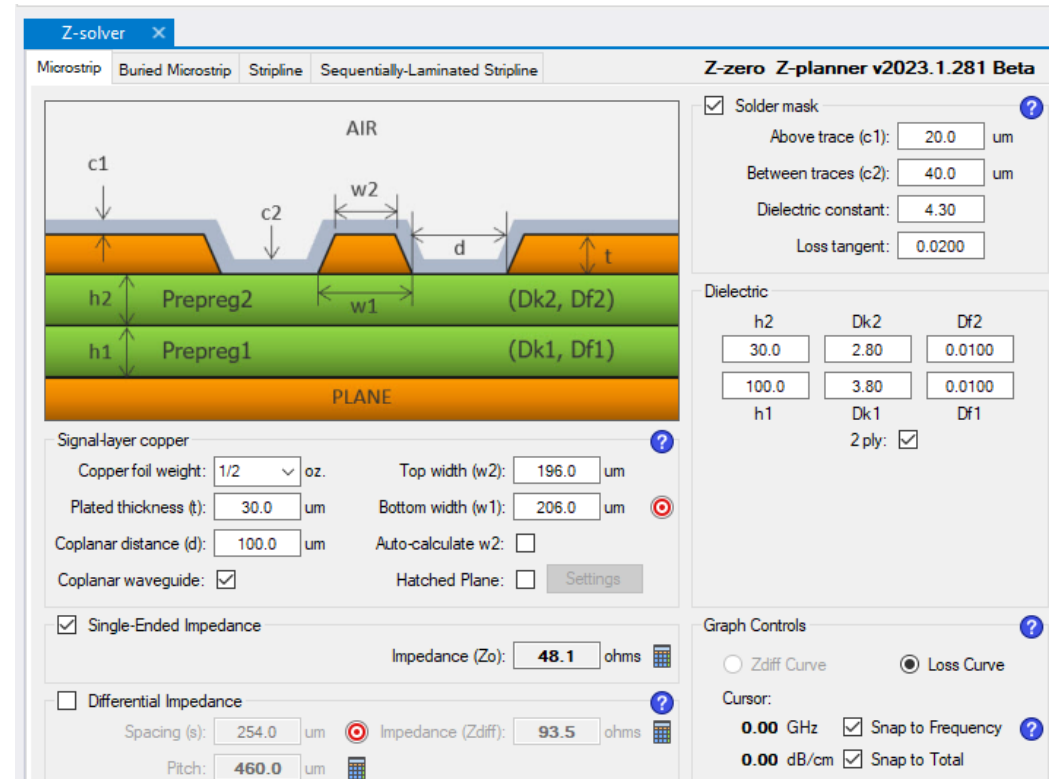 Z-solver ×
Microstrip Buried Microstrip Stripline Sequentially-Laminated Stripline
Z-zero Z-planner v2023.1.281 Beta
AIR
c1
w2
c2
d
t
h2 Prepreg2 w1 (Dk2, Df2)
h1 Prepreg1 (Dk1, Df1)
PLANE
Solder mask ?
Above trace (c1): 20.0 um
Between traces (c2): 40.0 um
Dielectric constant: 4.30
Loss tangent: 0.0200
Dielectric
h2 Dk2 Df2
30.0 2.80 0.0100
100.0 3.80 0.0100
h1 Dk1 Df1
2 ply:
Signal-layer copper ?
Copper foil weight: 1/2 oz. Top width (w2): 196.0 um
Plated thickness (t): 30.0 um Bottom width (w1): 206.0 um
Coplanar distance (d): 100.0 um Auto-calculate w2:
Coplanar waveguide: Hatched Plane: Settings
Single-Ended Impedance
Impedance (Zo): 48.1 ohms
Differential Impedance ?
Spacing (s): 254.0 um Impedance (Zdiff): 93.5 ohms
Pitch: 460.0 um
Graph Controls ?
Zdiff Curve Loss Curve
Cursor:
0.00 GHz Snap to Frequency ?
0.00 dB/cm Snap to Total